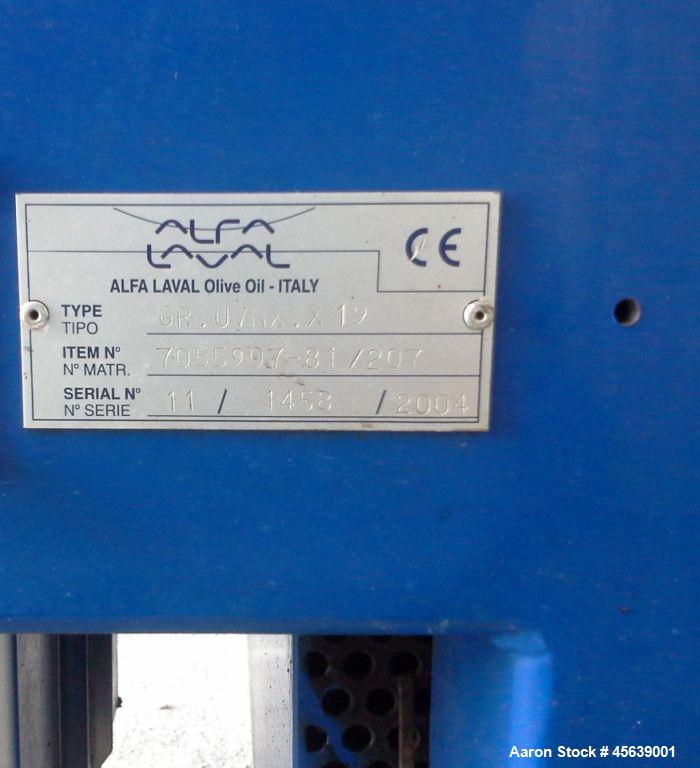 ALFA
LAVAL
CE
ALFA LAVAL Olive Oil - ITALY
TYPE
TIPO
X 19
ITEM N° 7055907-81/207
N° MATR.
SERIAL N° 11 / 1458 / 2004
N° SERIE
Aaron Stock # 45639001